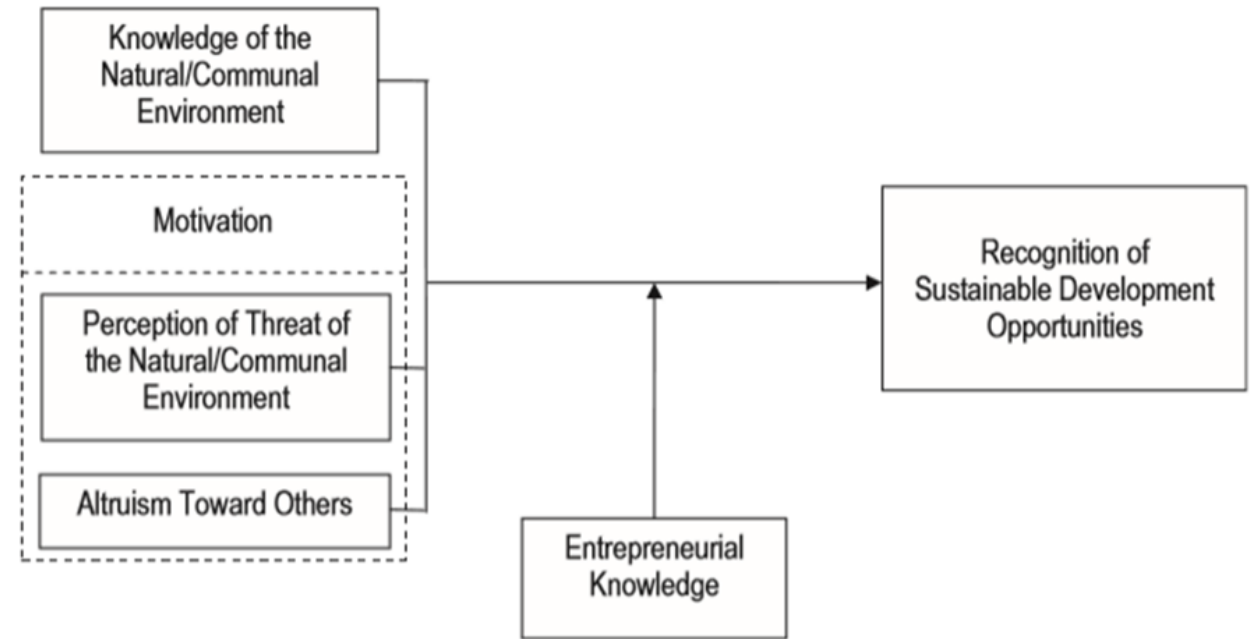 Knowledge of the
Natural/Communal
Environment
Motivation
Perception of Threat of
the Natural/Communal
Environment
Altruism Toward Others
Recognition of
Sustainable Development
Opportunities
Entrepreneurial
Knowledge